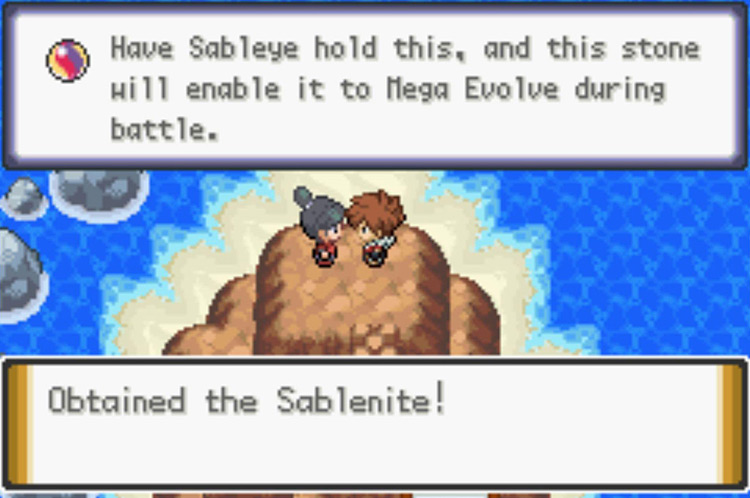 Have Sableye hold this, and this stone
will enable it to Mega Evolve during
battle.
Obtained the Sablenite!